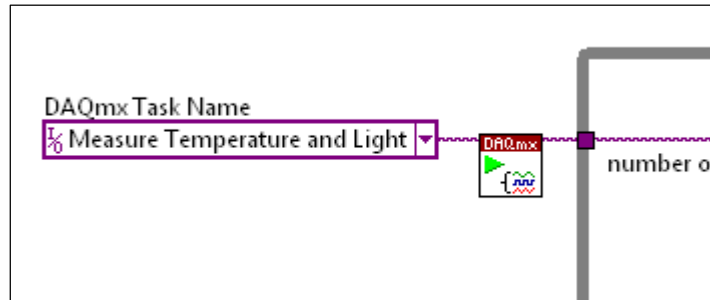 DAQmx Task Name
I/O Measure Temperature and Light
DAQmx
number o